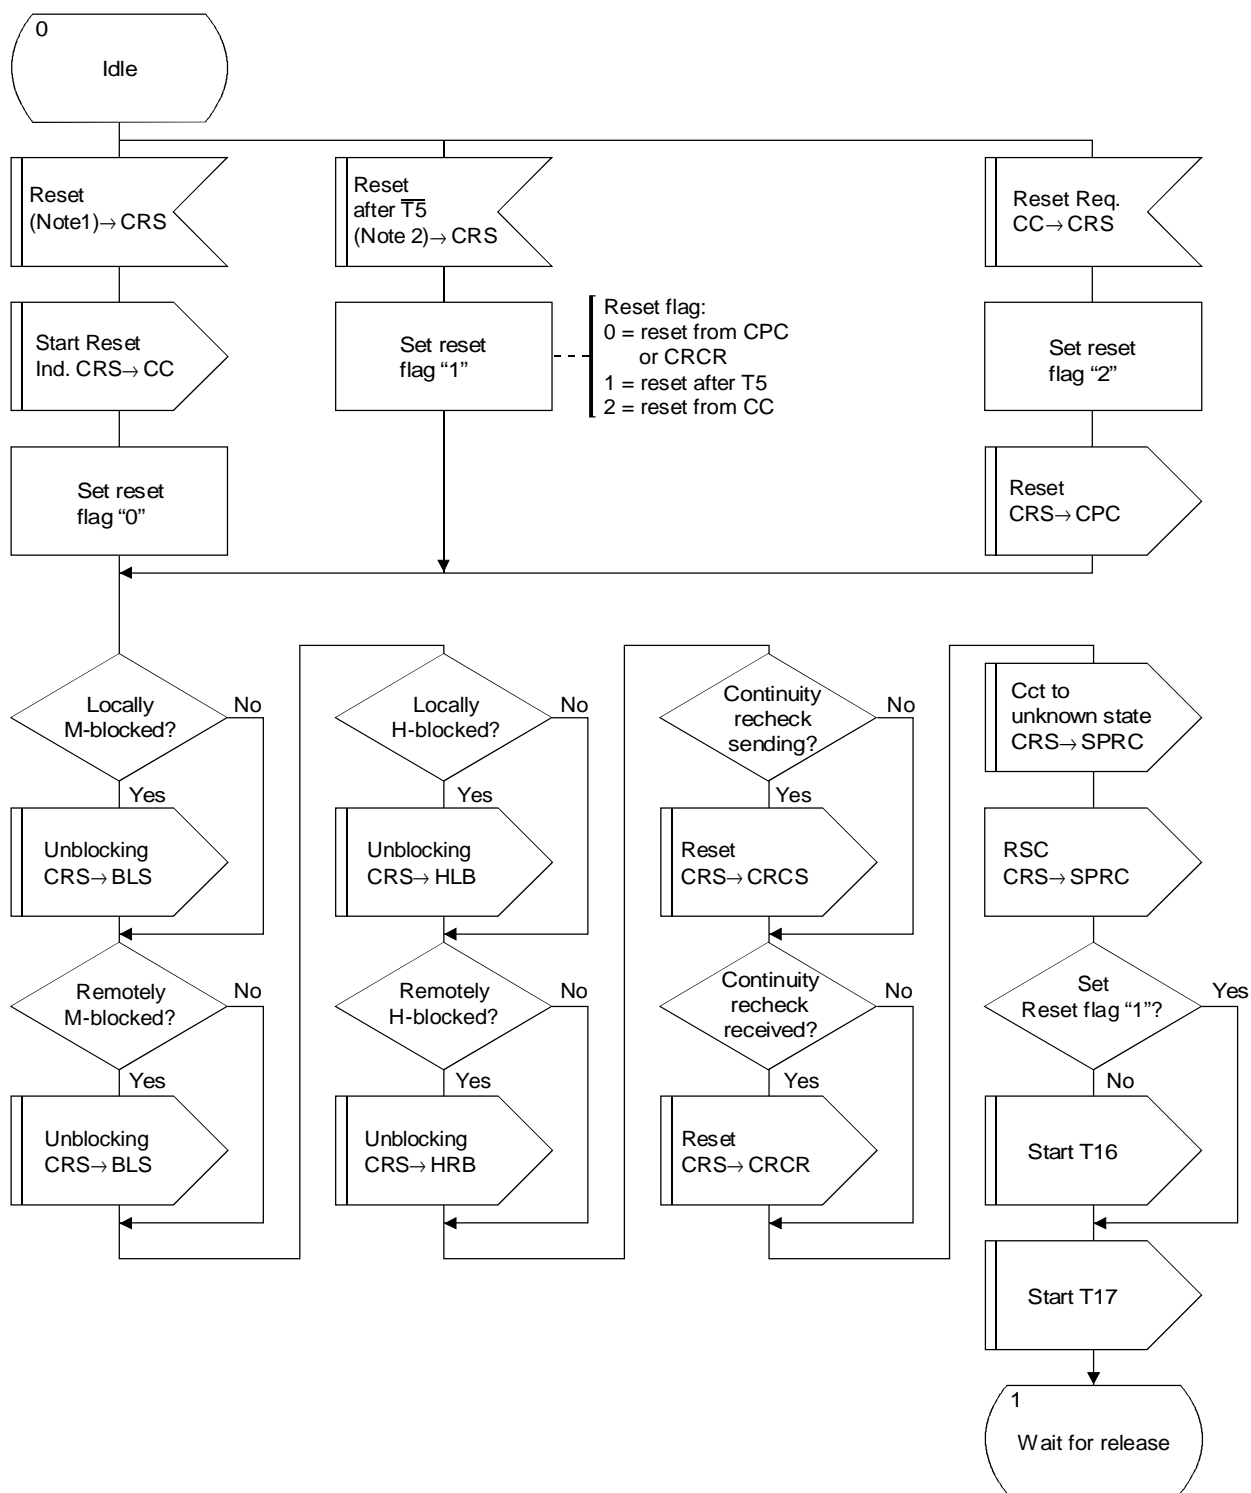 0
Idle
Reset
(Note1)→CRS
Reset
after T̅5̅
(Note 2)→CRS
Reset Req.
CC→CRS
Start Reset
Ind. CRS→CC
Set reset
flag “1”
Reset flag:
0 = reset from CPC
or CRCR
1 = reset after T5
2 = reset from CC
Set reset
flag “2”
Set reset
flag “0”
Reset
CRS→CPC
Locally
M-blocked?
No
Yes
Unblocking
CRS→BLS
Remotely
M-blocked?
No
Yes
Unblocking
CRS→BLS
Locally
H-blocked?
No
Yes
Unblocking
CRS→HLB
Remotely
H-blocked?
No
Yes
Unblocking
CRS→HRB
Continuity
recheck
sending?
No
Yes
Reset
CRS→CRCS
Continuity
recheck
received?
No
Yes
Reset
CRS→CRCR
Cct to
unknown state
CRS→SPRC
RSC
CRS→SPRC
Set
Reset flag “1”?
Yes
No
Start T16
Start T17
1
Wait for release